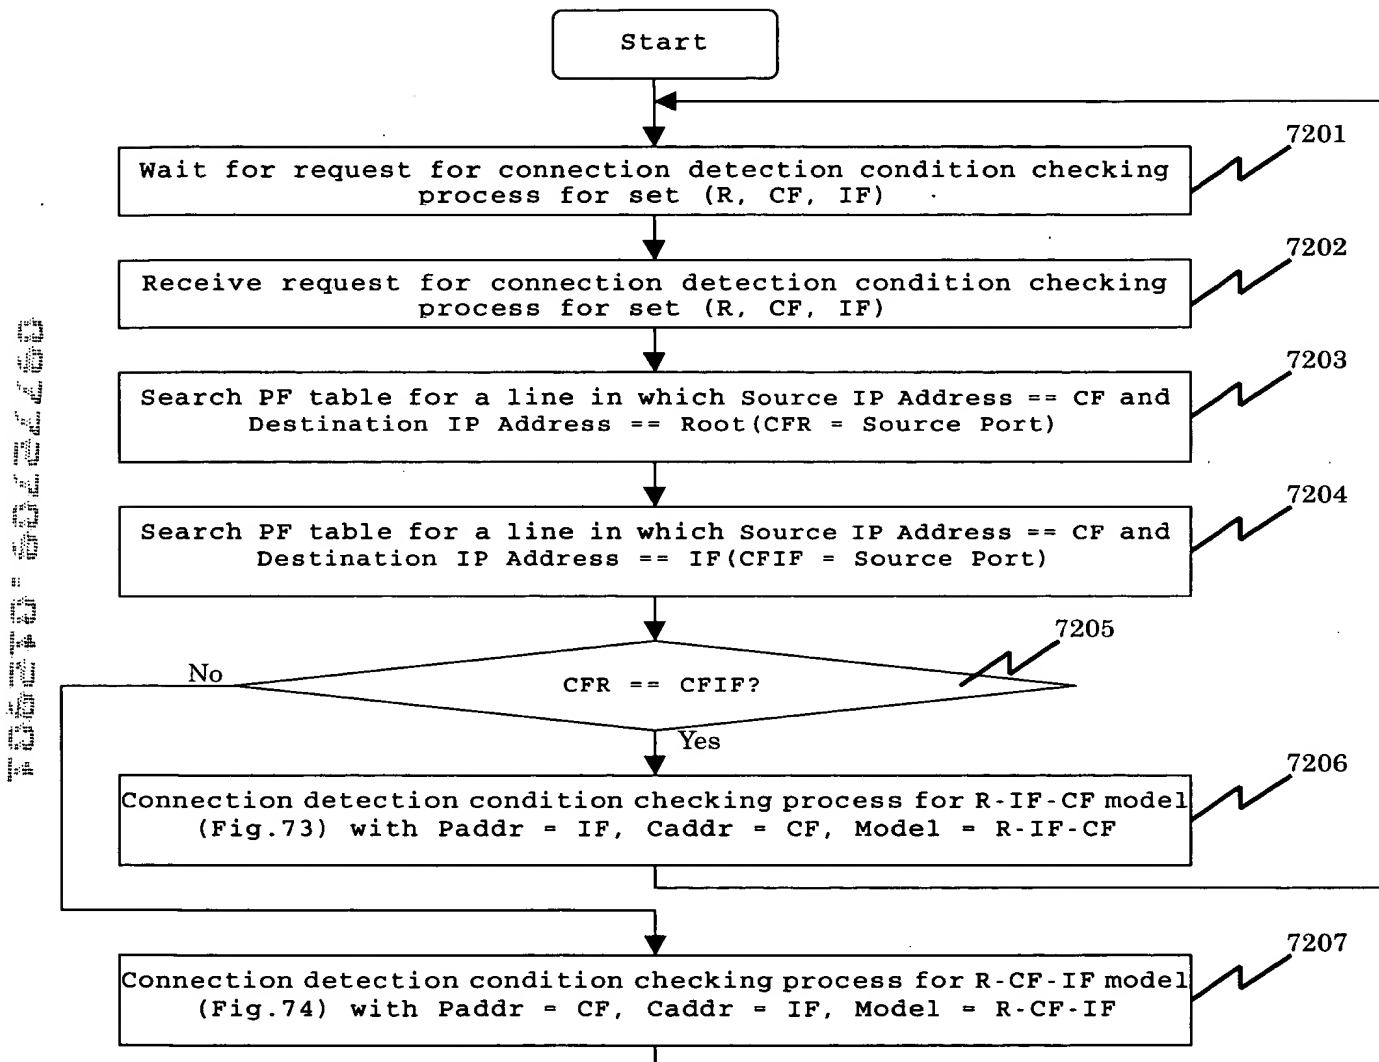 Start
7201
Wait for request for connection detection condition checking
process for set (R, CF, IF)
7202
Receive request for connection detection condition checking
process for set (R, CF, IF)
7203
Search PF table for a line in which Source IP Address == CF and
Destination IP Address == Root(CFR = Source Port)
7204
Search PF table for a line in which Source IP Address == CF and
Destination IP Address == IF(CFIF = Source Port)
7205
No
CFR == CFIF?
Yes
7206
Connection detection condition checking process for R-IF-CF model
(Fig.73) with Paddr = IF, Caddr = CF, Model = R-IF-CF
7207
Connection detection condition checking process for R-CF-IF model
(Fig.74) with Paddr = CF, Caddr = IF, Model = R-CF-IF